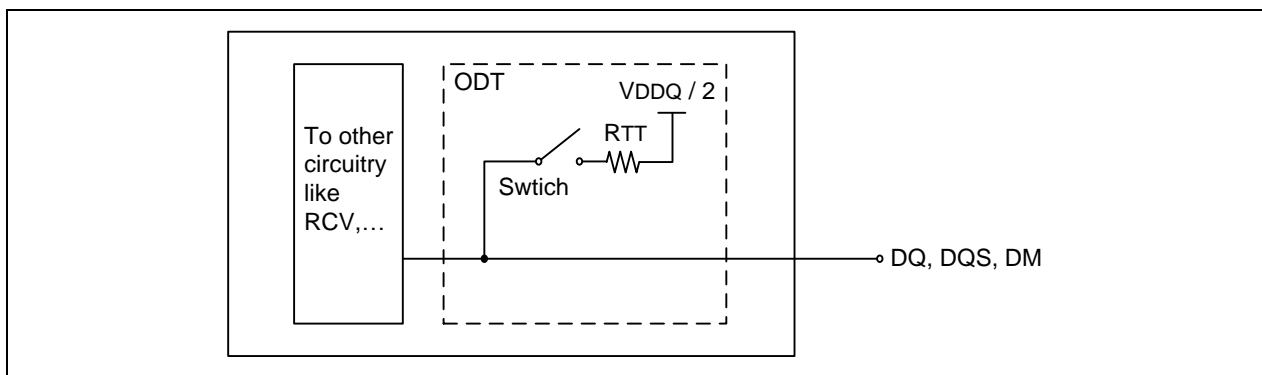 ODT
VDDQ / 2
To other
circuitry
like
RCV,...
RTT
Swtich
DQ, DQS, DM